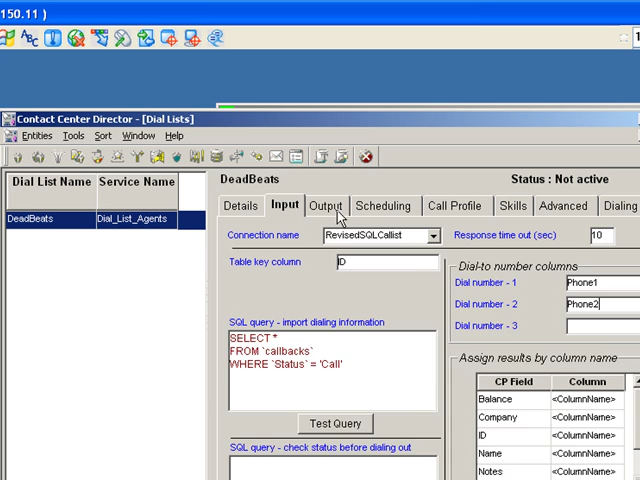 150.11 )
ABC
1
Contact Center Director - [Dial Lists]
Entities Tools Sort Window Help
Dial List Name Service Name
DeadBeats Dial_List_Agents
DeadBeats Status : Not active
Details Input Output Scheduling Call Profile Skills Advanced Dialing
Connection name RevisedSQLCallist Response time out (sec) 10
Table key column ID
Dial-to number columns
Dial number - 1 Phone1
Dial number - 2 Phone2
Dial number - 3
SQL query - import dialing information
SELECT *
FROM `callbacks`
WHERE `Status` = 'Call'
Test Query
SQL query - check status before dialing out
Assign results by column name
CP Field Column
Balance <ColumnName>
Company <ColumnName>
ID <ColumnName>
Name <ColumnName>
Notes <ColumnName>